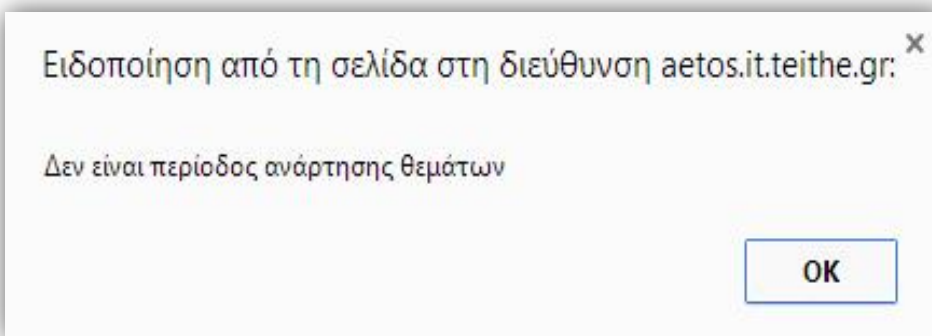 Ειδοποίηση από τη σελίδα στη διεύθυνση aetos.it.teithe.gr:
Δεν είναι περίοδος ανάρτησης θεμάτων
OK